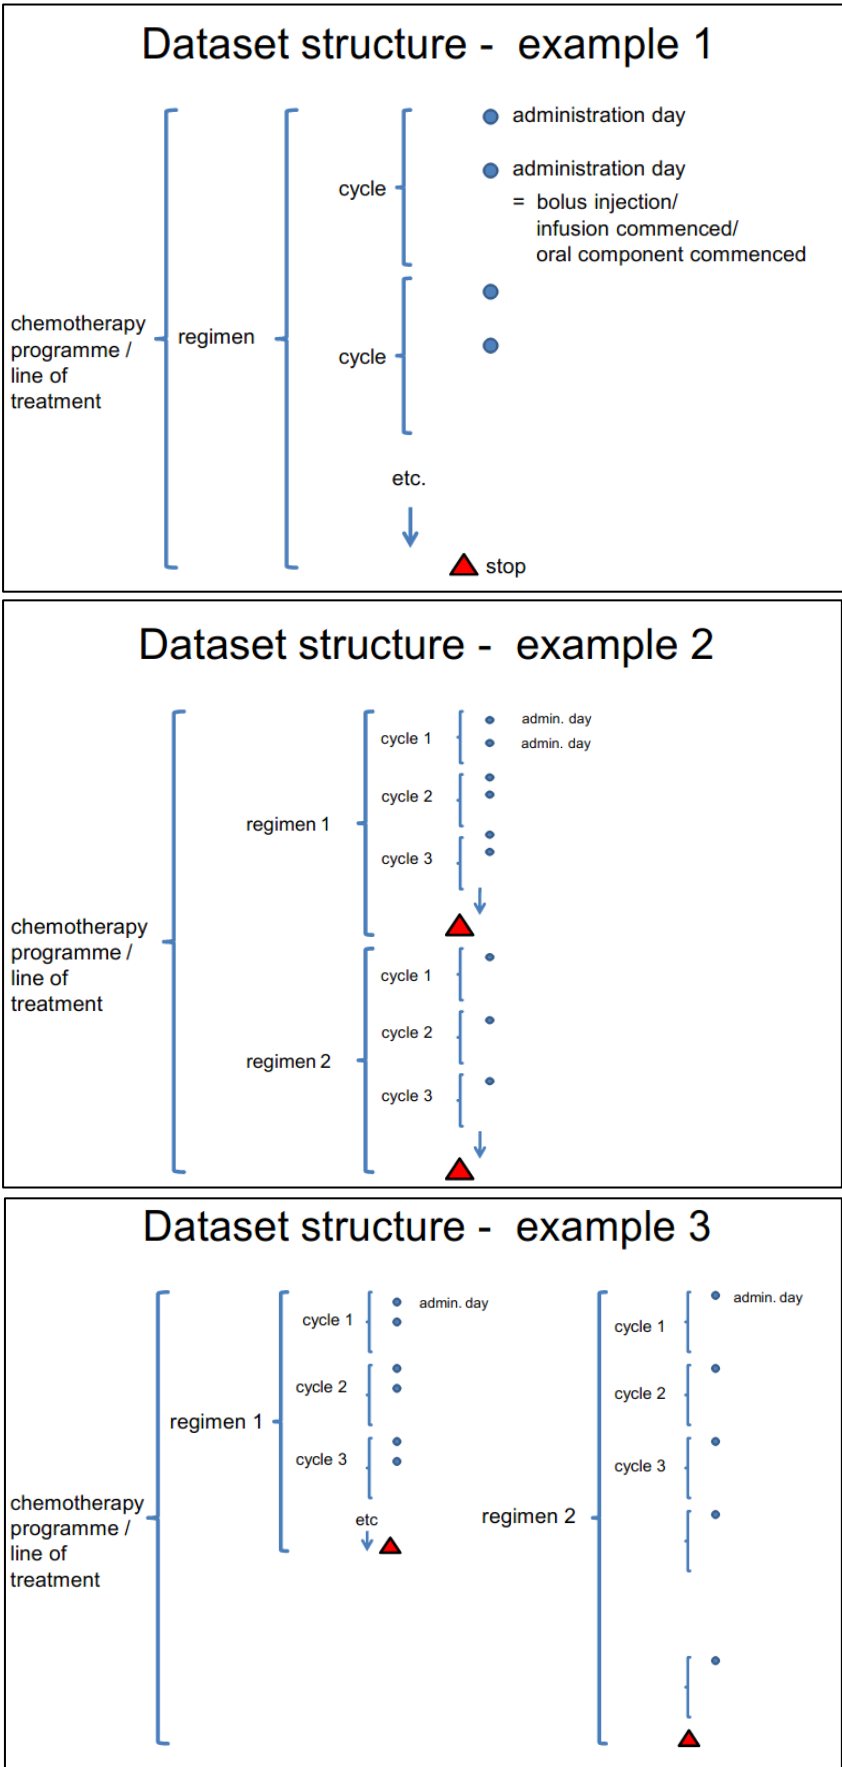 Dataset structure - example 1
administration day
administration day
cycle
= bolus injection/
infusion commenced/
oral component commenced
chemotherapy
programme /
line of
treatment
regimen
cycle
etc.
stop
Dataset structure - example 2
admin. day
cycle 1
admin. day
cycle 2
regimen 1
cycle 3
chemotherapy
programme /
line of
treatment
cycle 1
cycle 2
regimen 2
cycle 3
Dataset structure - example 3
cycle 1
admin. day
cycle 2
regimen 1
cycle 3
etc
chemotherapy
programme /
line of
treatment
admin. day
cycle 1
cycle 2
cycle 3
regimen 2